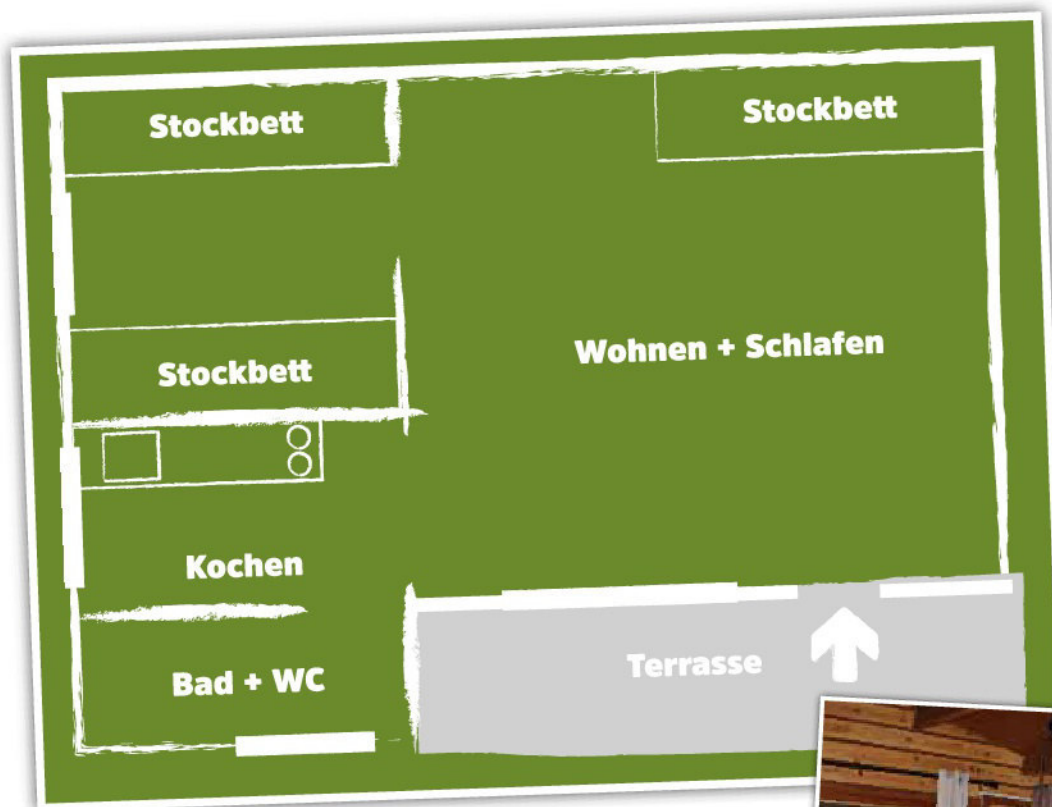 Stockbett
Stockbett
Stockbett
Wohnen + Schlafen
Kochen
Bad + WC
Terrasse